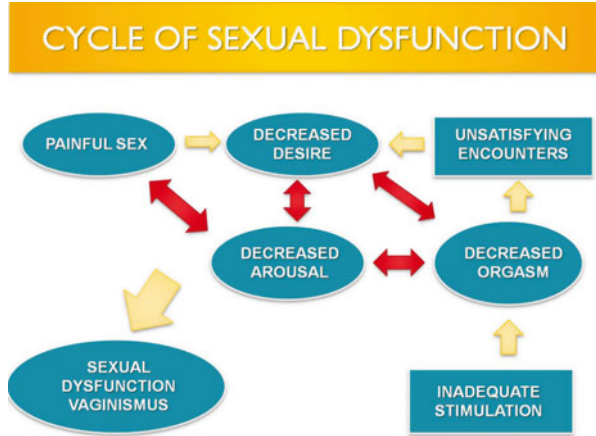 CYCLE OF SEXUAL DYSFUNCTION
PAINFUL SEX
DECREASED
DESIRE
UNSATISFYING
ENCOUNTERS
DECREASED
AROUSAL
DECREASED
ORGASM
SEXUAL
DYSFUNCTION
VAGINISMUS
INADEQUATE
STIMULATION